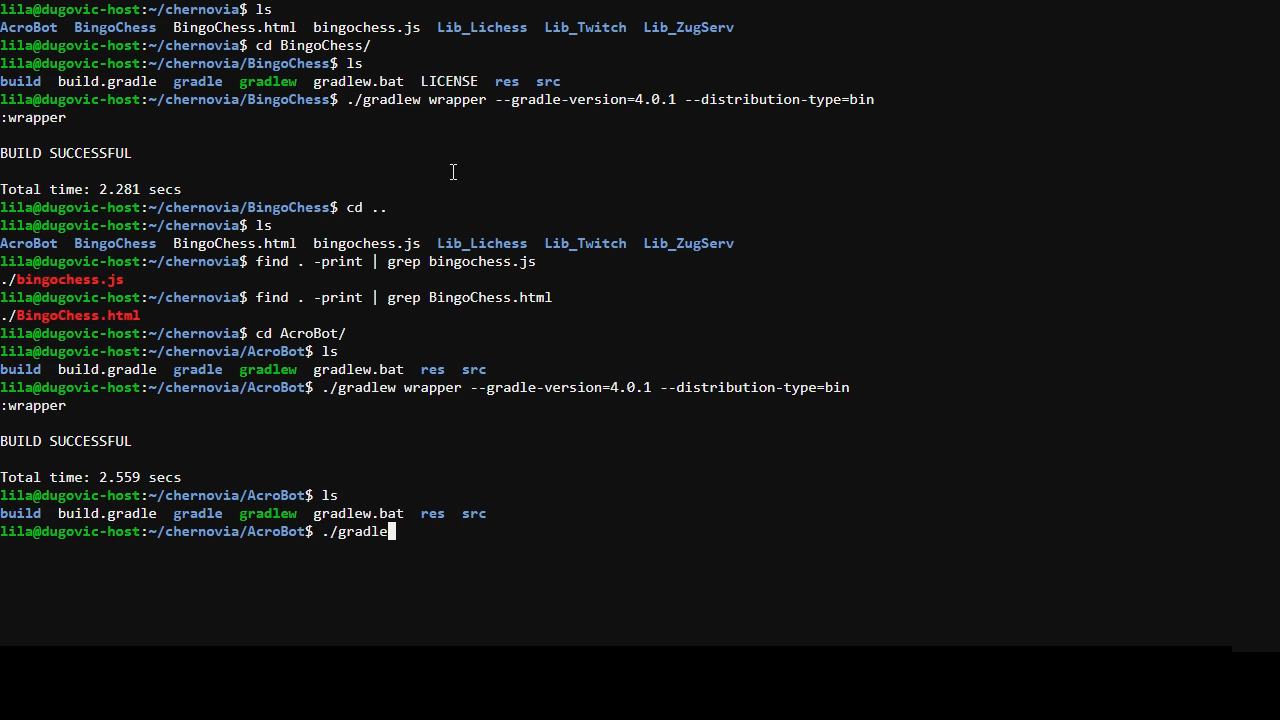 lila@dugovic-host:~/chernovia$ ls
AcroBot  BingoChess  BingoChess.html  bingochess.js  Lib_Lichess  Lib_Twitch  Lib_ZugServ
lila@dugovic-host:~/chernovia$ cd BingoChess/
lila@dugovic-host:~/chernovia/BingoChess$ ls
build  build.gradle  gradle  gradlew  gradlew.bat  LICENSE  res  src
lila@dugovic-host:~/chernovia/BingoChess$ ./gradlew wrapper --gradle-version=4.0.1 --distribution-type=bin
:wrapper
BUILD SUCCESSFUL
Total time: 2.281 secs
lila@dugovic-host:~/chernovia/BingoChess$ cd ..
lila@dugovic-host:~/chernovia$ ls
AcroBot  BingoChess  BingoChess.html  bingochess.js  Lib_Lichess  Lib_Twitch  Lib_ZugServ
lila@dugovic-host:~/chernovia$ find . -print | grep bingochess.js
./bingochess.js
lila@dugovic-host:~/chernovia$ find . -print | grep BingoChess.html
./BingoChess.html
lila@dugovic-host:~/chernovia$ cd AcroBot/
lila@dugovic-host:~/chernovia/AcroBot$ ls
build  build.gradle  gradle  gradlew  gradlew.bat  res  src
lila@dugovic-host:~/chernovia/AcroBot$ ./gradlew wrapper --gradle-version=4.0.1 --distribution-type=bin
:wrapper
BUILD SUCCESSFUL
Total time: 2.559 secs
lila@dugovic-host:~/chernovia/AcroBot$ ls
build  build.gradle  gradle  gradlew  gradlew.bat  res  src
lila@dugovic-host:~/chernovia/AcroBot$ ./gradle